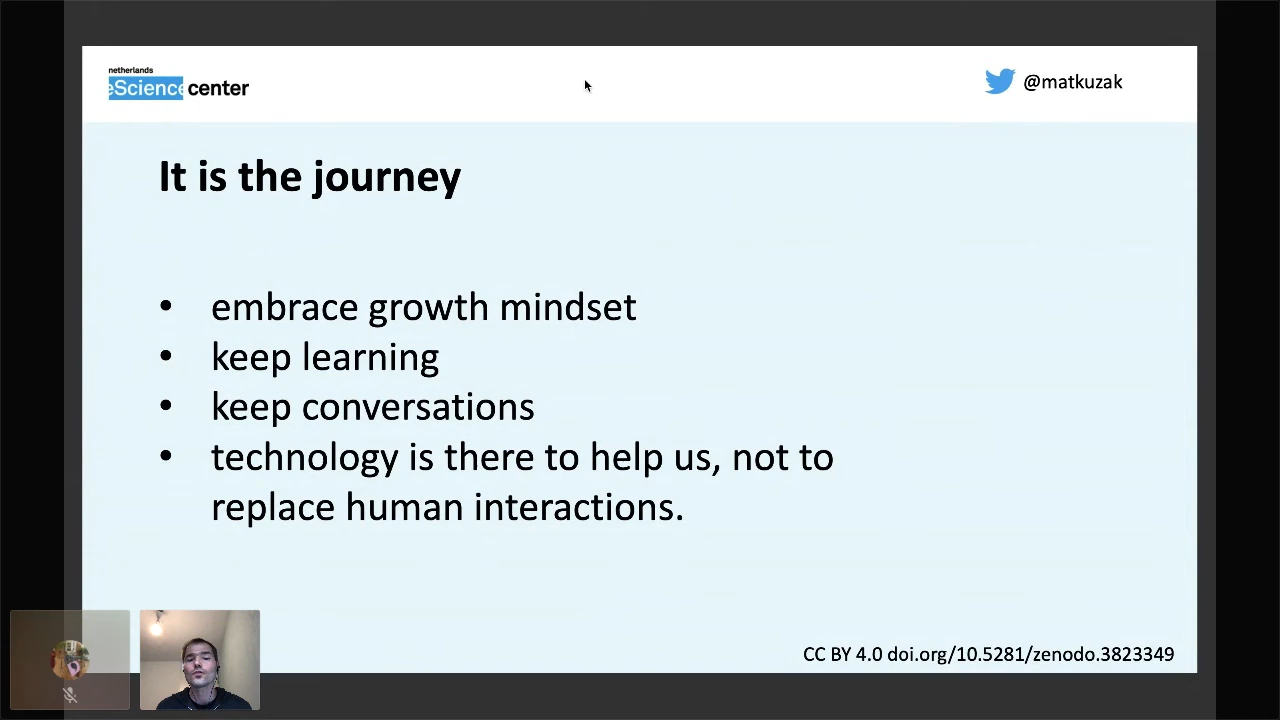 netherlands
eScience center
@matkuzak
It is the journey
• embrace growth mindset
• keep learning
• keep conversations
• technology is there to help us, not to
replace human interactions.
CC BY 4.0 doi.org/10.5281/zenodo.3823349